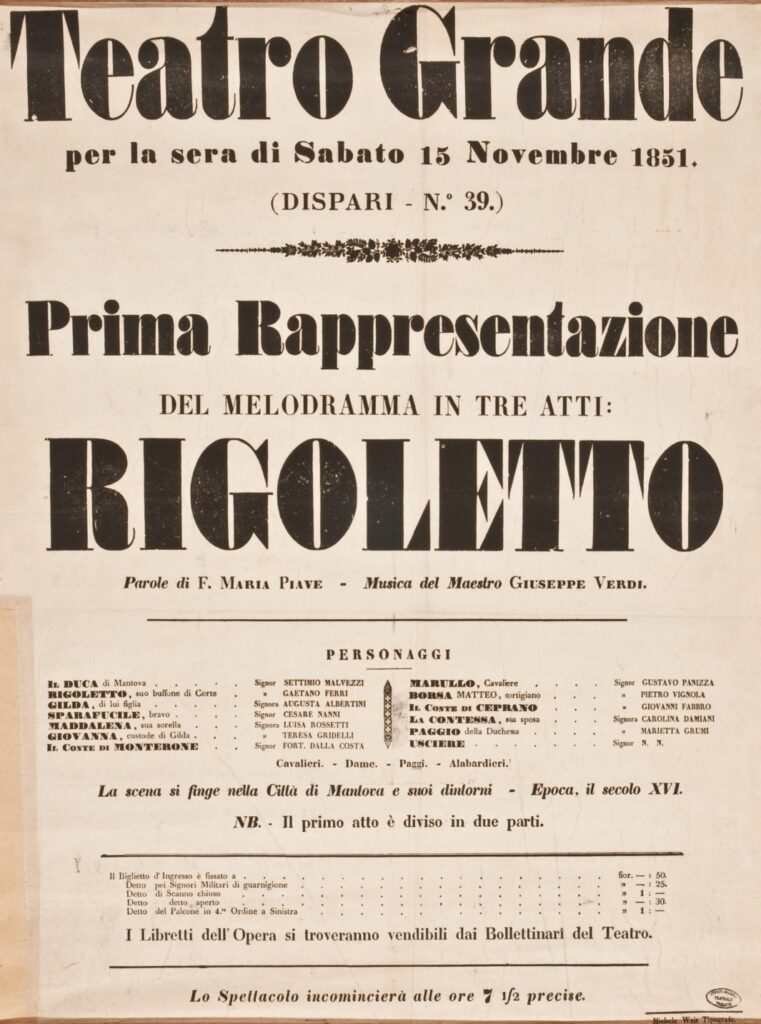 Teatro Grande
per la sera di Sabato 15 Novembre 1851.
(DISPARI - N.º 39.)
Prima Rappresentazione
DEL MELODRAMMA IN TRE ATTI:
RIGOLETTO
Parole di F. MARIA PIAVE - Musica del Maestro GIUSEPPE VERDI.
PERSONAGGI
IL DUCA di Mantova . . . . . Signor SETTIMIO MALVEZZI
RIGOLETTO, suo buffone di Corte . „ GAETANO FERRI
GILDA, di lui figlia . . . . Signora AUGUSTA ALBERTINI
SPARAFUCILE, bravo . . . . Signor CESARE NANNI
MADDALENA, sua sorella . . . Signora LUISA ROSSETTI
GIOVANNA, custode di Gilda . . . „ TERESA GRIDELLI
IL CONTE DI MONTERONE . . Signor FORT. DALLA COSTA
MARULLO, Cavaliere . . . . Signor GUSTAVO PANIZZA
BORSA MATTEO, cortigiano . . . „ PIETRO VIGNOLA
IL CONTE DI CEPRANO . . . „ GIOVANNI FABBRO
LA CONTESSA, sua sposa . . . Signora CAROLINA DAMIANI
PAGGIO della Duchessa . . . . „ MARIETTA GRUMI
USCIERE . . . . . . . Signor N. N.
Cavalieri. - Dame. - Paggi. - Alabardieri.
La scena si finge nella Città di Mantova e suoi dintorni - Epoca, il secolo XVI.
NB. - Il primo atto è diviso in due parti.
Il Biglietto d'Ingresso è fissato a . . . . . . . . . . . . . . fior. — : 50.
Detto pei Signori Militari di guarnigione . . . . . . . . . . . . „ — : 25.
Detto di Scanno chiuso . . . . . . . . . . . . . . „ 1 : —
Detto detto aperto . . . . . . . . . . . . . . „ — : 30.
Detto del Palcone in 4.º Ordine a Sinistra . . . . . . . . . . . . „ 1 : —
I Libretti dell'Opera si troveranno vendibili dai Bollettinari del Teatro.
Lo Spettacolo incomincierà alle ore 7 1/2 precise.
Michele Weis Tipografo.